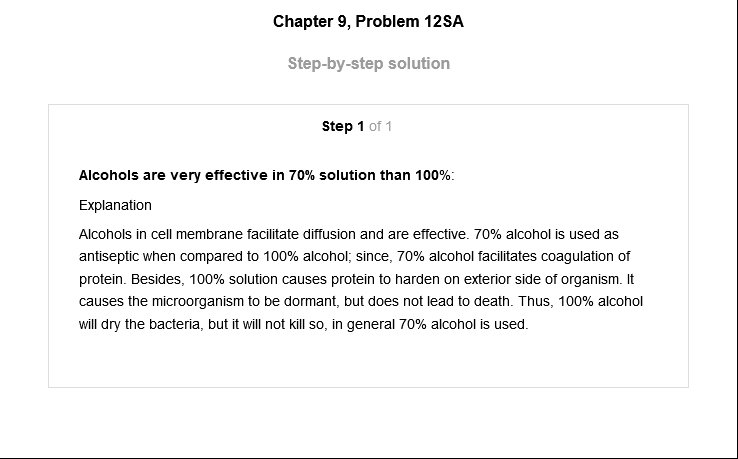 Chapter 9, Problem 12SA
Step-by-step solution
Step 1 of 1
Alcohols are very effective in 70% solution than 100%:
Explanation
Alcohols in cell membrane facilitate diffusion and are effective. 70% alcohol is used as
antiseptic when compared to 100% alcohol; since, 70% alcohol facilitates coagulation of
protein. Besides, 100% solution causes protein to harden on exterior side of organism. It
causes the microorganism to be dormant, but does not lead to death. Thus, 100% alcohol
will dry the bacteria, but it will not kill so, in general 70% alcohol is used.